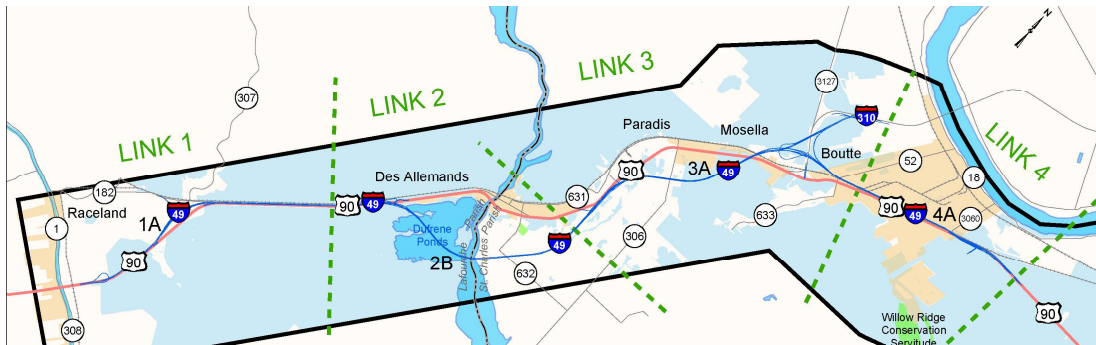 LINK 1
LINK 2
LINK 3
LINK 4
N
307
3127
310
182
Raceland
1
1A
49
90
308
Des Allemands
90
49
Dufrene
Ponds
2B
Lafourche Parish
St. Charles Parish
632
49
631
Paradis
90
306
3A
Mosella
49
Boutte
633
52
18
90
49
4A
3060
90
Willow Ridge
Conservation
Servitude